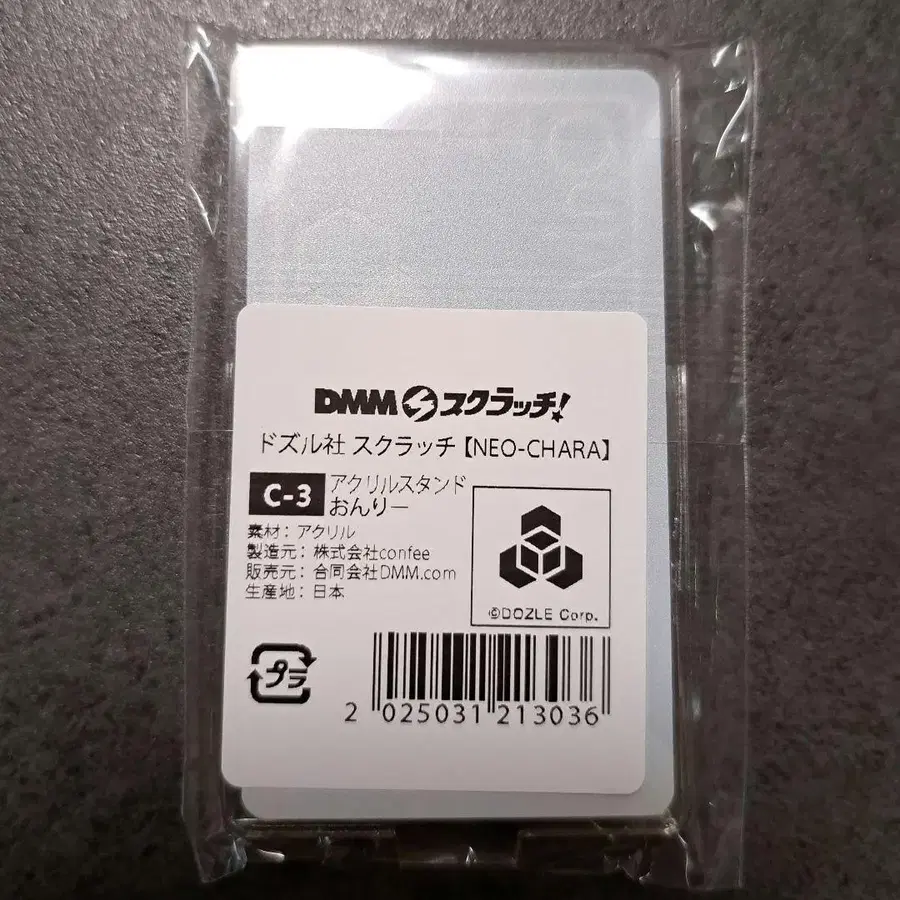 DMMスクラッチ!
ドズル社 スクラッチ【NEO-CHARA】
C-3 アクリルスタンド
おんりー
素材：アクリル
製造元：株式会社confee
販売元：合同会社DMM.com
生産地：日本
©DOZLE Corp.
プラ
2 025031 213036